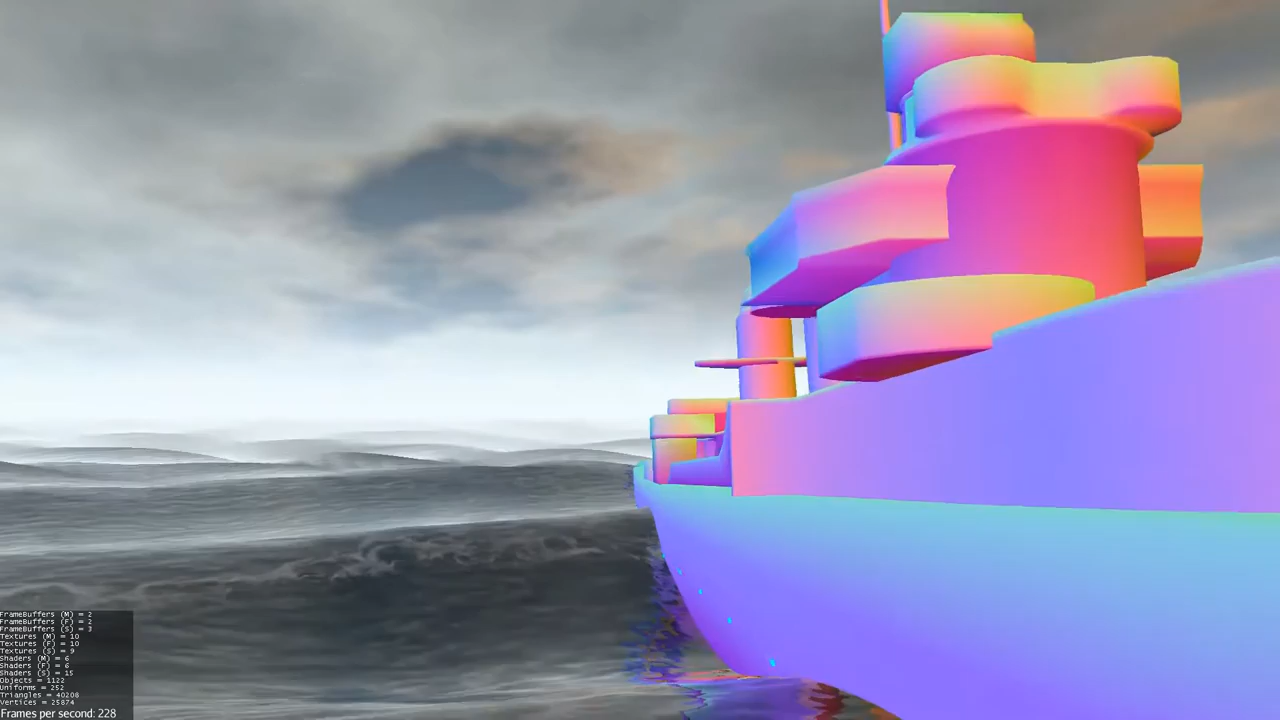 FrameBuffers (M) = 2
FrameBuffers (F) = 2
FrameBuffers (S) = 3
Textures (M) = 10
Textures (F) = 10
Textures (S) = 9
Shaders (M) = 6
Shaders (F) = 6
Shaders (S) = 15
Objects = 1122
Uniforms = 252
Triangles = 40208
Vertices = 25874
Frames per second: 228